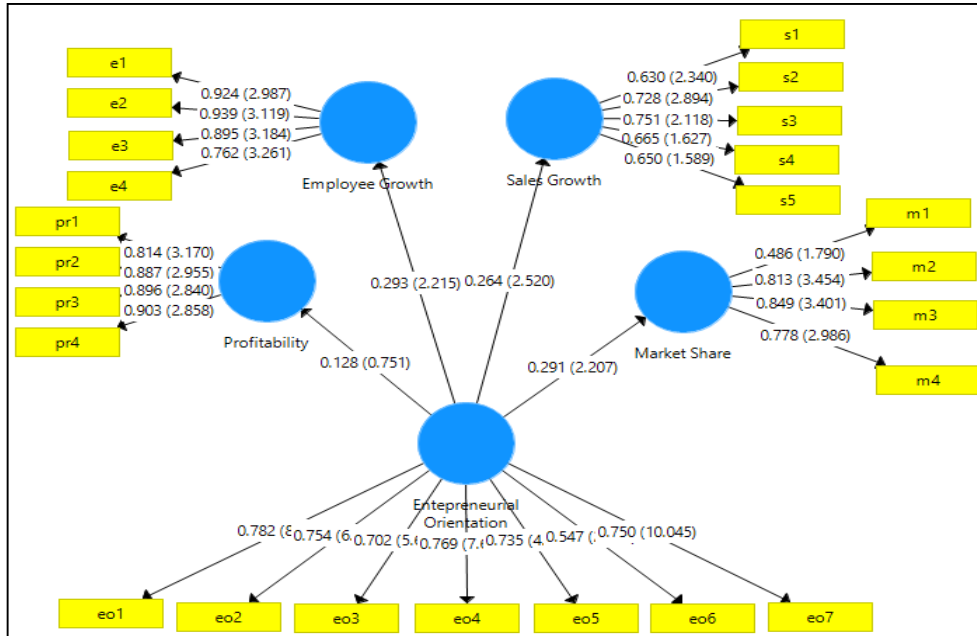 e1
e2
e3
e4
0.924 (2.987)
0.939 (3.119)
0.895 (3.184)
0.762 (3.261)
Employee Growth
s1
s2
s3
s4
s5
0.630 (2.340)
0.728 (2.894)
0.751 (2.118)
0.665 (1.627)
0.650 (1.589)
Sales Growth
pr1
pr2
pr3
pr4
0.814 (3.170)
0.887 (2.955)
0.896 (2.840)
0.903 (2.858)
Profitability
m1
m2
m3
m4
0.486 (1.790)
0.813 (3.454)
0.849 (3.401)
0.778 (2.986)
Market Share
0.293 (2.215)
0.264 (2.520)
0.128 (0.751)
0.291 (2.207)
Entepreneurial
Orientation
0.782 (8
0.754 (6.
0.702 (5.
0.769 (7.
0.735 (4.
0.547 (
0.750 (10.045)
eo1
eo2
eo3
eo4
eo5
eo6
eo7